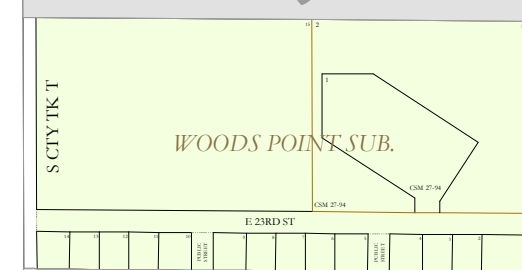 2
1
S CTY TK T
WOODS POINT SUB.
CSM 27-94
CSM 27-94
E 23RD ST
PUBLIC
STREET
PUBLIC
STREET